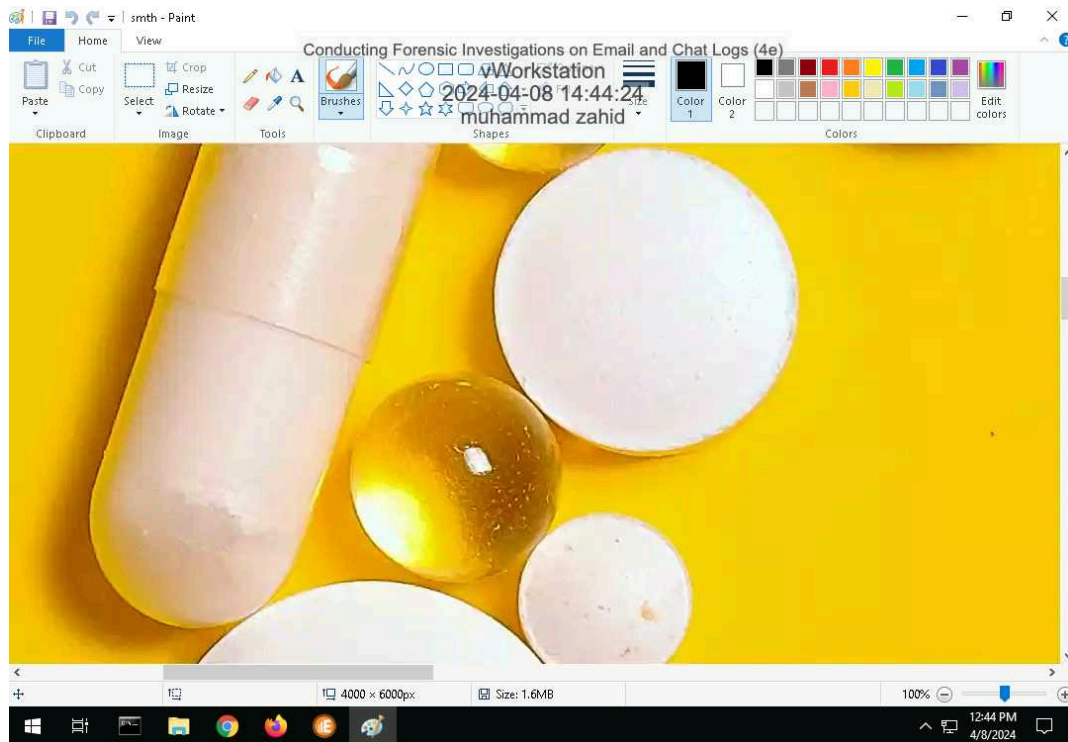 smth - Paint
File Home View
Conducting Forensic Investigations on Email and Chat Logs (4e)
vWorkstation
2024-04-08 14:44:24
muhammad zahid
Paste
Cut
Copy
Clipboard
Select
Crop
Resize
Rotate
Image
A
Tools
Brushes
Shapes
Size
Color 1
Color 2
Edit colors
Colors
4000 × 6000px
Size: 1.6MB
100%
12:44 PM
4/8/2024